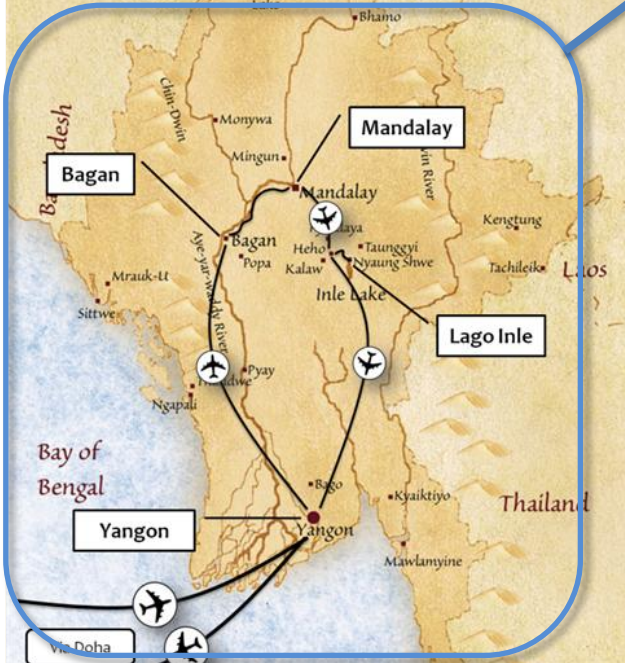 Bhamo
Chin-Dwin
Monywa
Mandalay
Mingun
Bagan
Mandalay
Kengtung
Bagan
Heho
Taunggyi
Popa
Kalaw
Nyaung Shwe
Tachileik
Laos
Mrauk-U
Aye-yar-waddy River
Inle Lake
Sittwe
Lago Inle
Pyay
Ngapali
Bay of
Bengal
Bago
Kyaiktiyo
Thailand
Yangon
Yangon
Mawlamyine
Via Doha